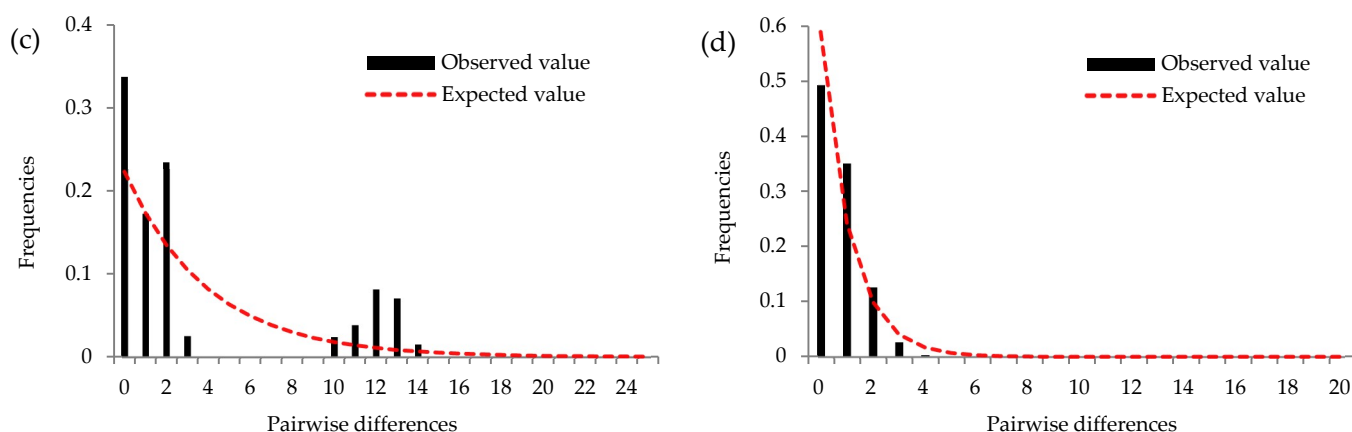 (c)
0.4
0.3
0.2
0.1
0
Frequencies
Observed value
Expected value
0 2 4 6 8 10 12 14 16 18 20 22 24
Pairwise differences
(d)
0.6
0.5
0.4
0.3
0.2
0.1
0
Frequencies
Observed value
Expected value
0 2 4 6 8 10 12 14 16 18 20
Pairwise differences